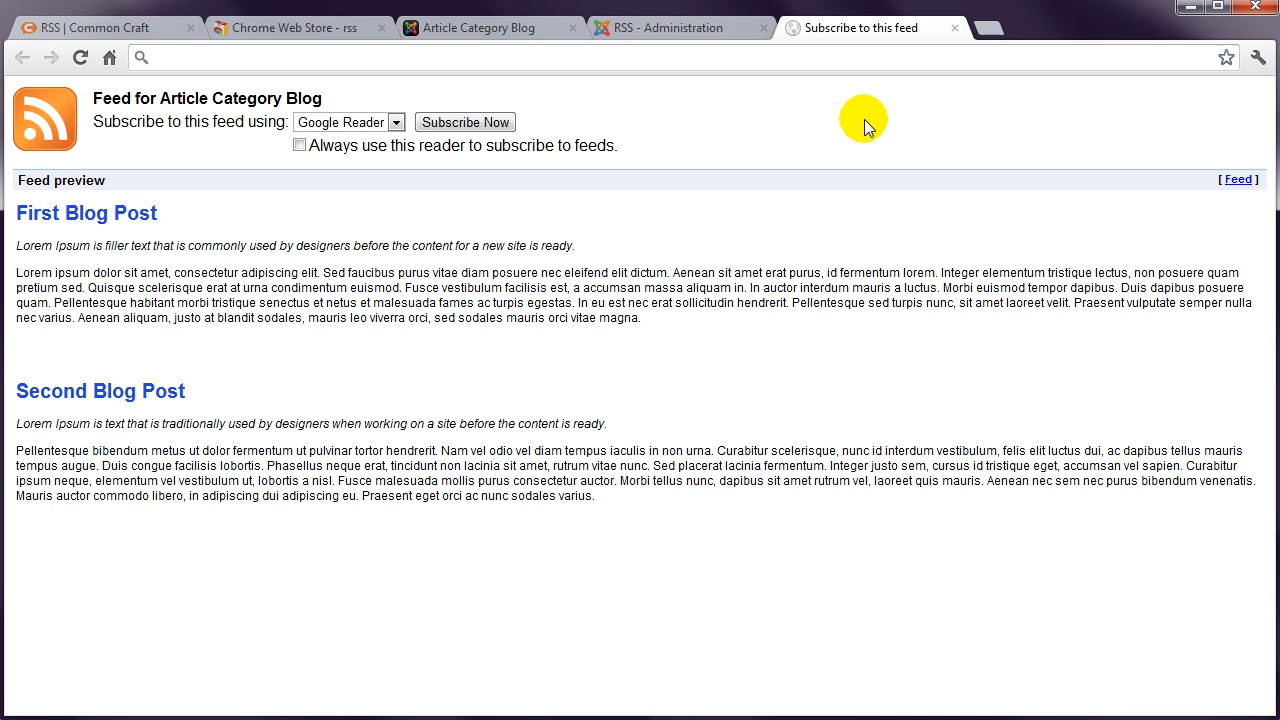 RSS | Common Craft
Chrome Web Store - rss
Article Category Blog
RSS - Administration
Subscribe to this feed
Feed for Article Category Blog
Subscribe to this feed using: Google Reader Subscribe Now
Always use this reader to subscribe to feeds.
Feed preview [ Feed ]
First Blog Post
Lorem Ipsum is filler text that is commonly used by designers before the content for a new site is ready.
Lorem ipsum dolor sit amet, consectetur adipiscing elit. Sed faucibus purus vitae diam posuere nec eleifend elit dictum. Aenean sit amet erat purus, id fermentum lorem. Integer elementum tristique lectus, non posuere quam
pretium sed. Quisque scelerisque erat at urna condimentum euismod. Fusce vestibulum facilisis est, a accumsan massa aliquam in. In auctor interdum mauris a luctus. Morbi euismod tempor dapibus. Duis dapibus posuere
quam. Pellentesque habitant morbi tristique senectus et netus et malesuada fames ac turpis egestas. In eu est nec erat sollicitudin hendrerit. Pellentesque sed turpis nunc, sit amet laoreet velit. Praesent vulputate semper nulla
nec varius. Aenean aliquam, justo at blandit sodales, mauris leo viverra orci, sed sodales mauris orci vitae magna.
Second Blog Post
Lorem Ipsum is text that is traditionally used by designers when working on a site before the content is ready.
Pellentesque bibendum metus ut dolor fermentum ut pulvinar tortor hendrerit. Nam vel odio vel diam tempus iaculis in non urna. Curabitur scelerisque, nunc id interdum vestibulum, felis elit luctus dui, ac dapibus tellus mauris
tempus augue. Duis congue facilisis lobortis. Phasellus neque erat, tincidunt non lacinia sit amet, rutrum vitae nunc. Sed placerat lacinia fermentum. Integer justo sem, cursus id tristique eget, accumsan vel sapien. Curabitur
ipsum neque, elementum vel vestibulum ut, lobortis a nisl. Fusce malesuada mollis purus consectetur auctor. Morbi tellus nunc, dapibus sit amet rutrum vel, laoreet quis mauris. Aenean nec sem nec purus bibendum venenatis.
Mauris auctor commodo libero, in adipiscing dui adipiscing eu. Praesent eget orci ac nunc sodales varius.